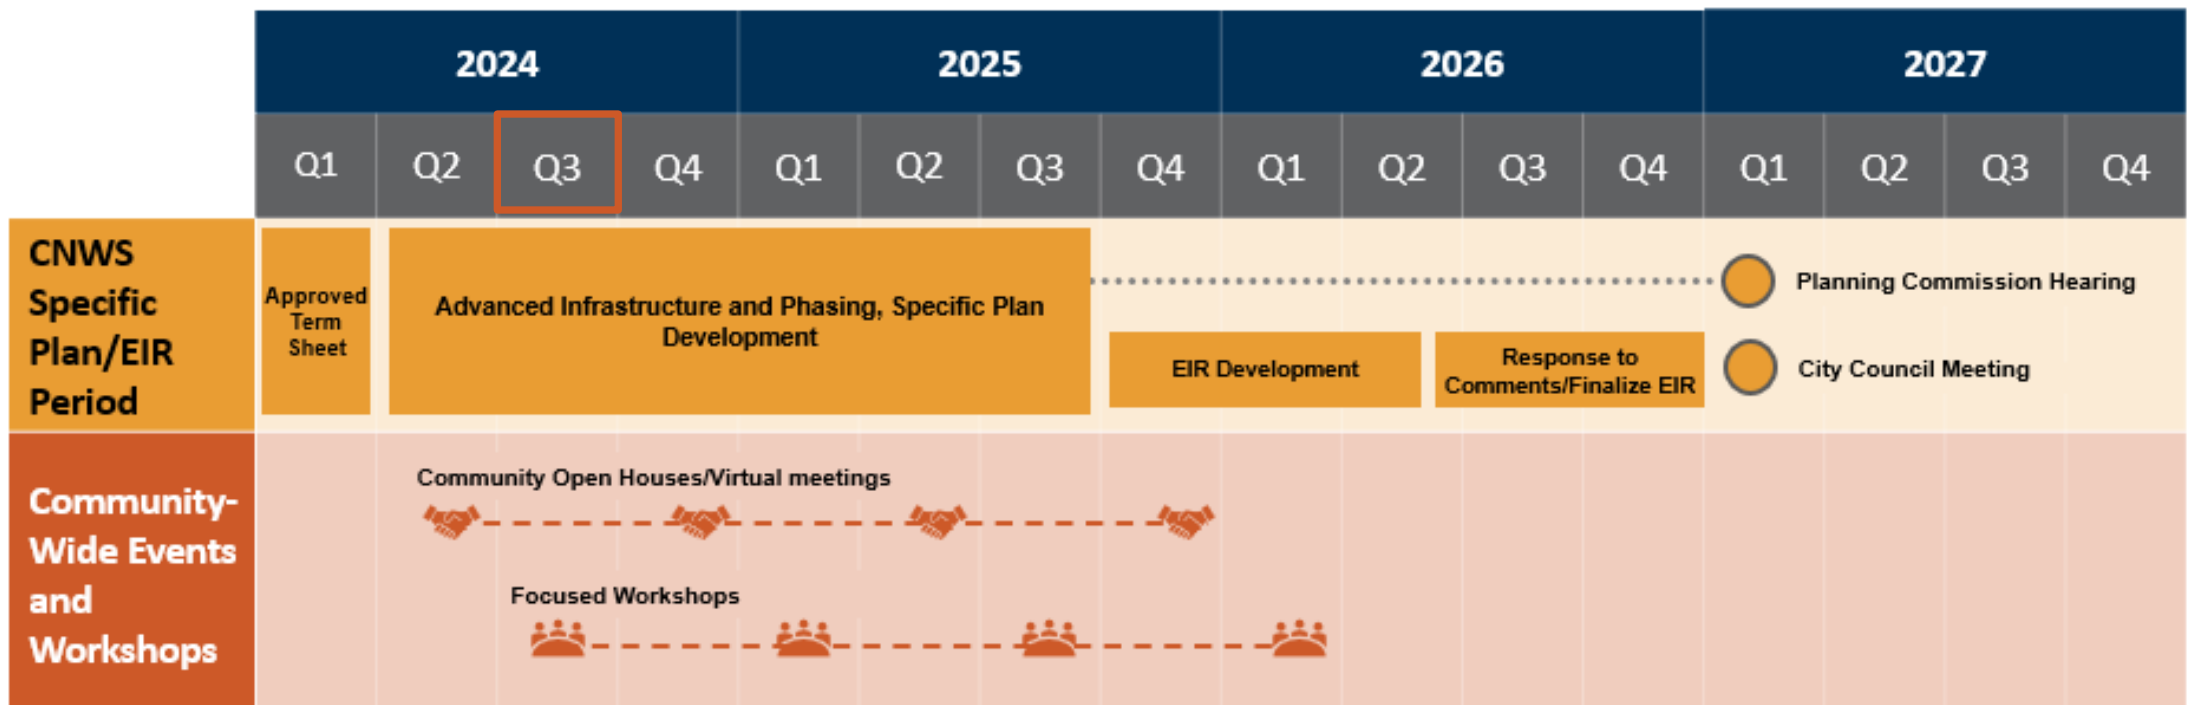 2024 2025 2026 2027
Q1 Q2 Q3 Q4 Q1 Q2 Q3 Q4 Q1 Q2 Q3 Q4 Q1 Q2 Q3 Q4
CNWS
Specific
Plan/EIR
Period
Approved
Term
Sheet
Advanced Infrastructure and Phasing, Specific Plan
Development
Planning Commission Hearing
EIR Development
Response to
Comments/Finalize EIR
City Council Meeting
Community-
Wide Events
and
Workshops
Community Open Houses/Virtual meetings
Focused Workshops